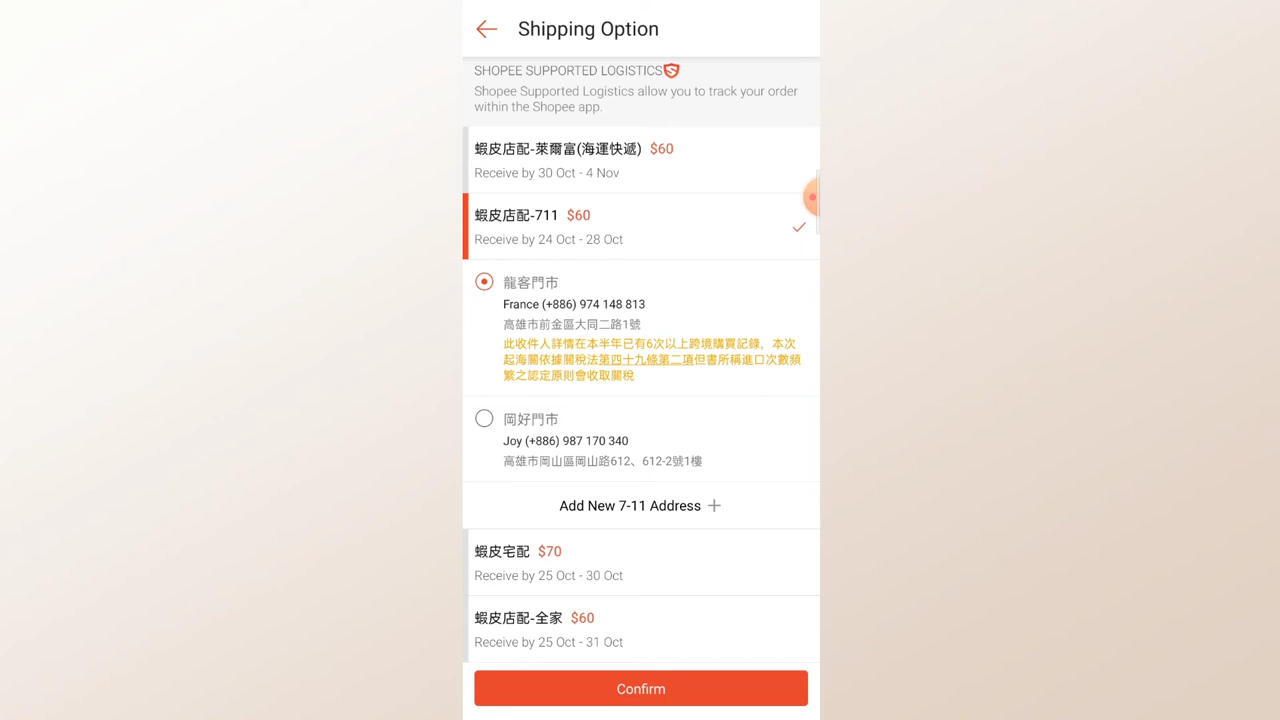 Shipping Option
SHOPEE SUPPORTED LOGISTICS
Shopee Supported Logistics allow you to track your order
within the Shopee app.
蝦皮店配-萊爾富(海運快遞) $60
Receive by 30 Oct - 4 Nov
蝦皮店配-711 $60
Receive by 24 Oct - 28 Oct
龍客門市
France (+886) 974 148 813
高雄市前金區大同二路1號
此收件人詳情在本半年已有6次以上跨境購買記錄，本次
起海關依據關稅法第四十九條第二項但書所稱進口次數頻
繁之認定原則會收取關稅
岡好門市
Joy (+886) 987 170 340
高雄市岡山區岡山路612、612-2號1樓
Add New 7-11 Address +
蝦皮宅配 $70
Receive by 25 Oct - 30 Oct
蝦皮店配-全家 $60
Receive by 25 Oct - 31 Oct
Confirm